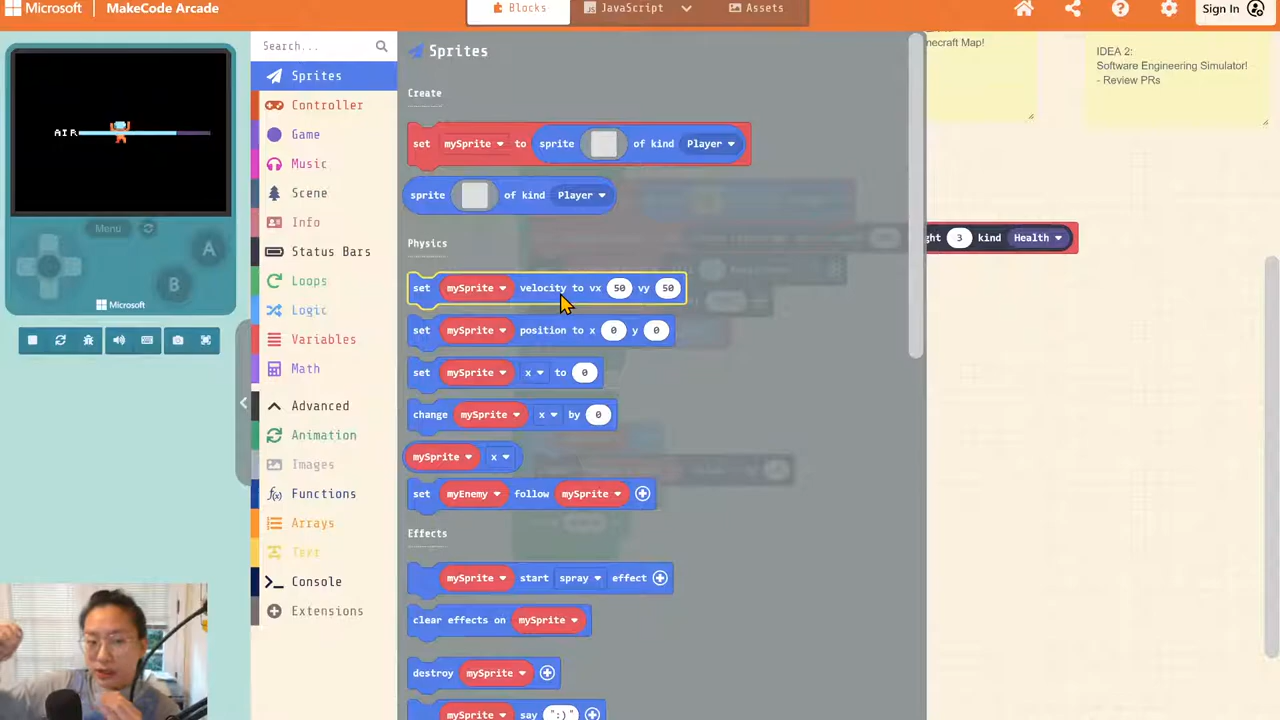 Microsoft
MakeCode Arcade
Blocks
JavaScript
Assets
Sign In
AIR
Menu
A
B
Microsoft
Search...
Sprites
Controller
Game
Music
Scene
Info
Status Bars
Loops
Logic
Variables
Math
Advanced
Animation
Images
Functions
Arrays
Text
Console
Extensions
Sprites
Create
set mySprite to sprite of kind Player
sprite of kind Player
Physics
set mySprite velocity to vx 50 vy 50
set mySprite position to x 0 y 0
set mySprite x to 0
change mySprite x by 0
mySprite x
set myEnemy follow mySprite
Effects
mySprite start spray effect
clear effects on mySprite
destroy mySprite
mySprite say ":)"
necraft Map!
IDEA 2:
Software Engineering Simulator!
- Review PRs
ght 3 kind Health